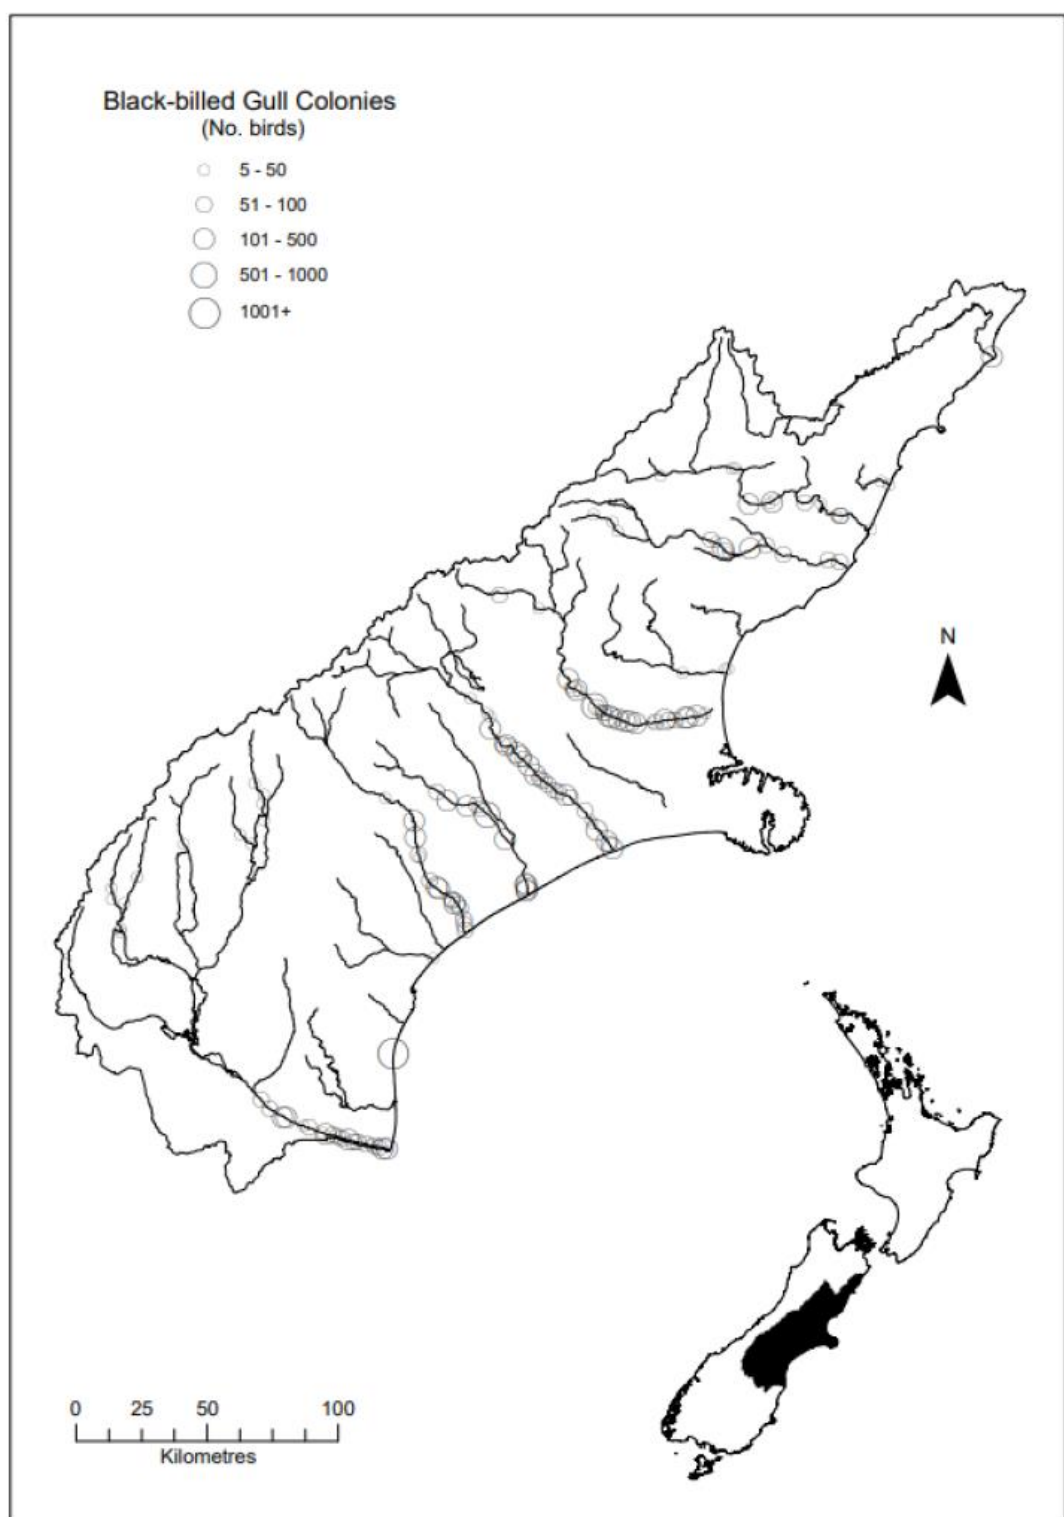 Black-billed Gull Colonies
(No. birds)
5 - 50
51 - 100
101 - 500
501 - 1000
1001+
N
0 25 50 100
Kilometres